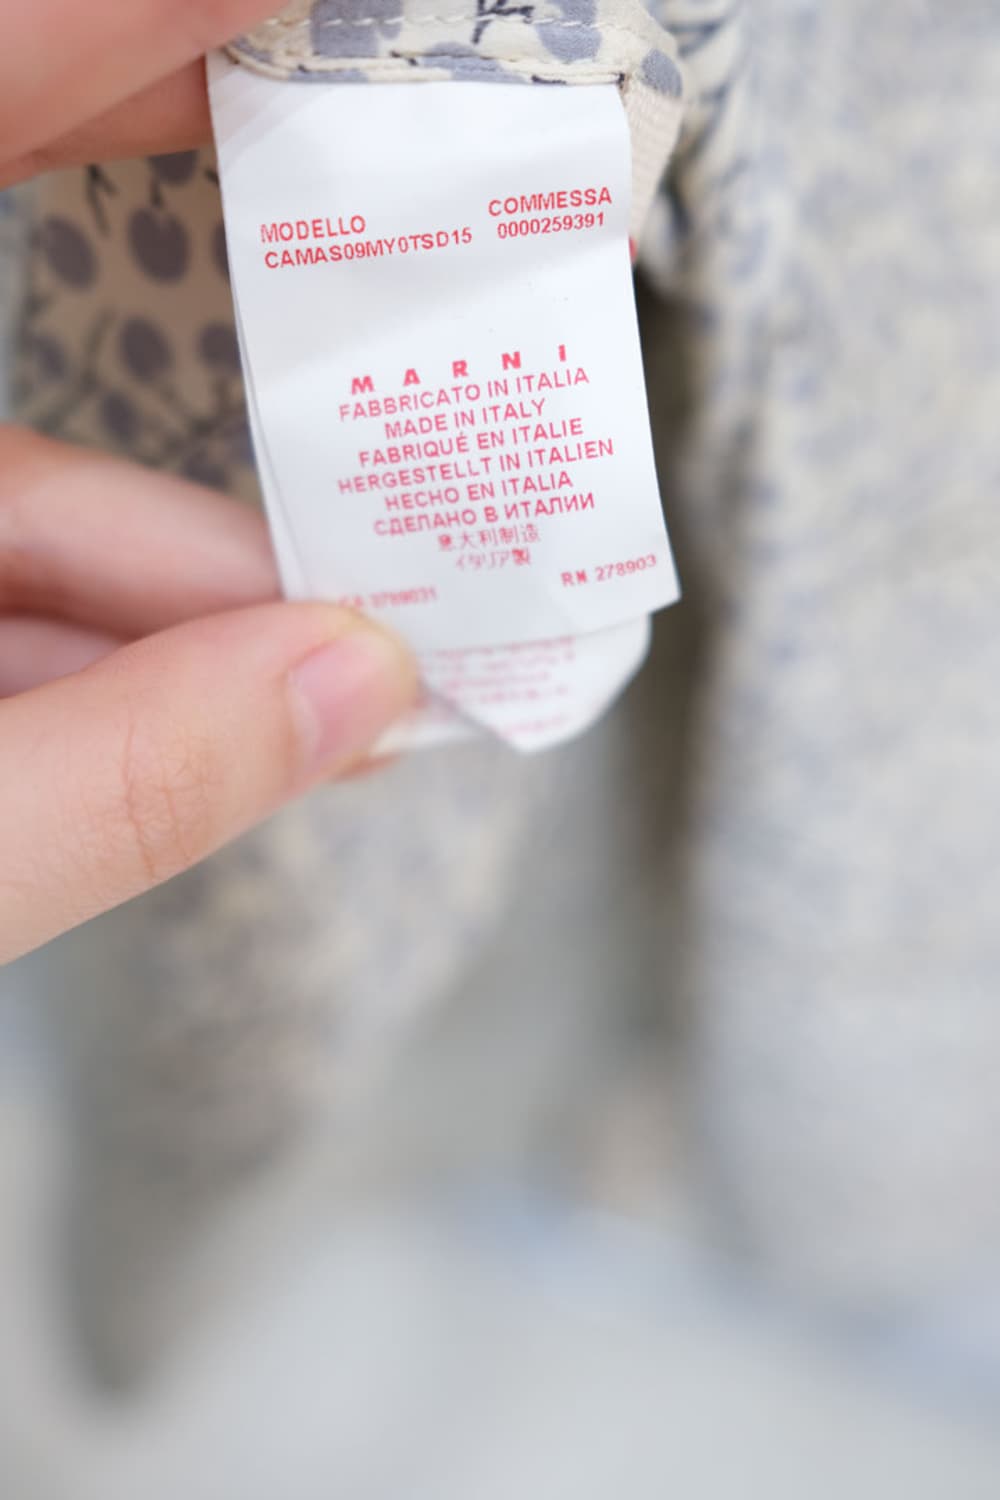 MODELLO COMMESSA
CAMAS09MY0TSD15 0000259391
MARNI
FABBRICATO IN ITALIA
MADE IN ITALY
FABRIQUÉ EN ITALIE
HERGESTELLT IN ITALIEN
HECHO EN ITALIA
СДЕЛАНО В ИТАЛИИ
意大利制造
イタリア製
RN 278903